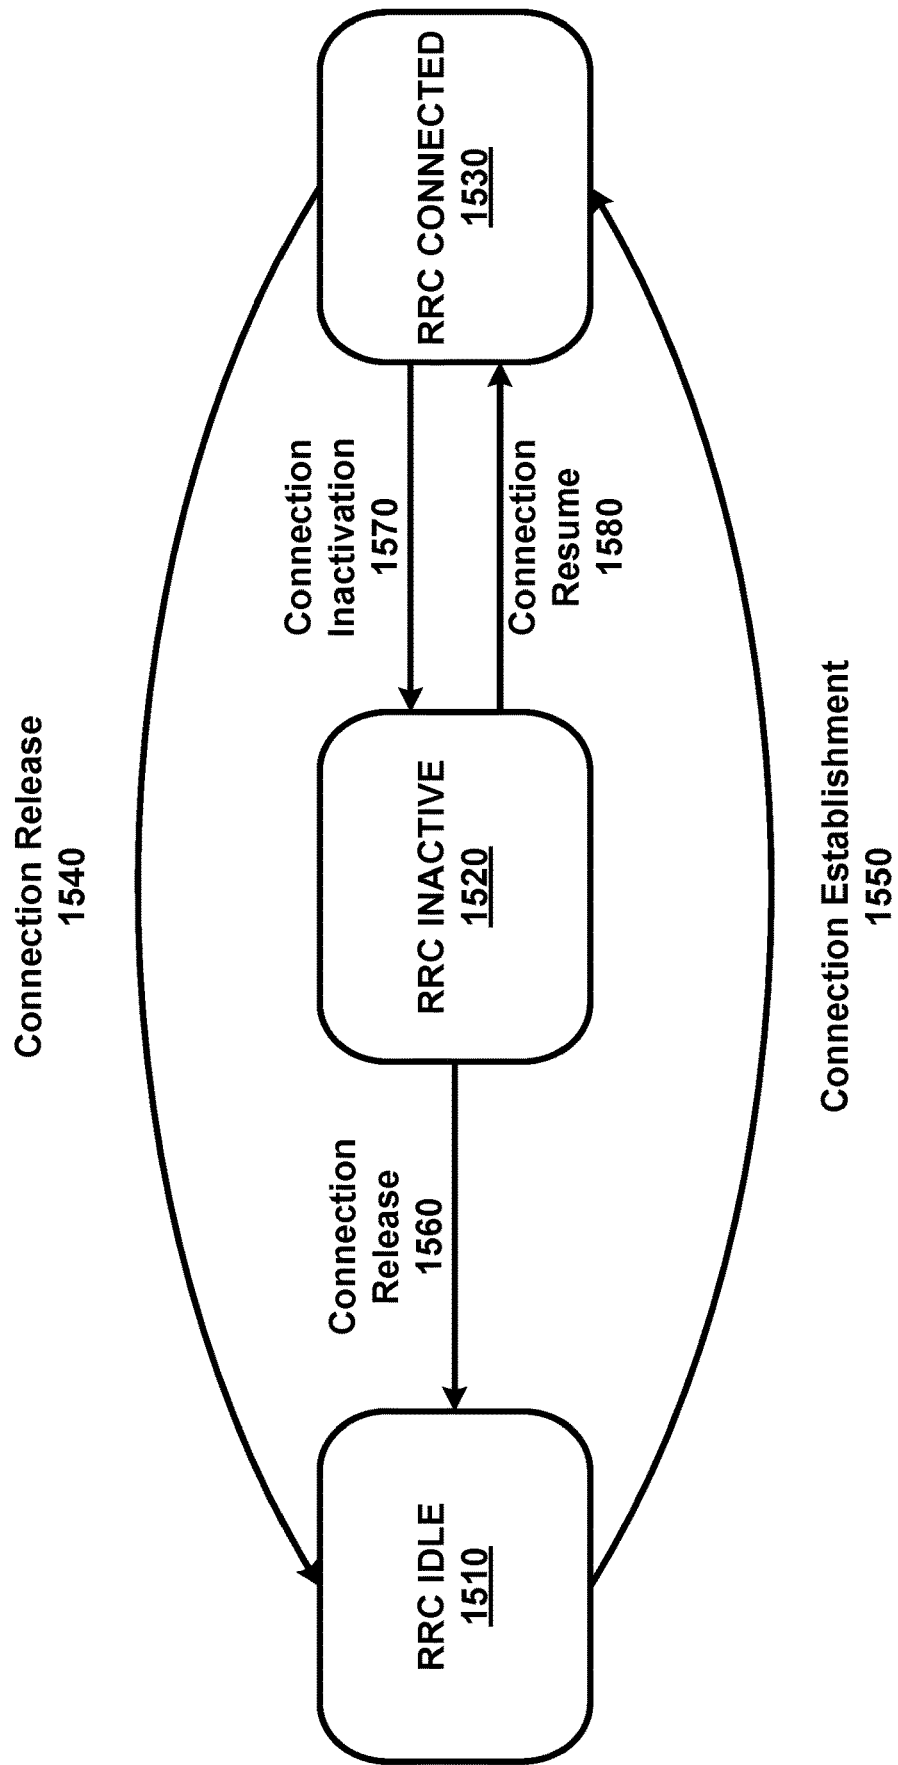 Connection Release
1540
RRC IDLE
1510
Connection
Release
1560
RRC INACTIVE
1520
Connection
Inactivation
1570
Connection
Resume
1580
RRC CONNECTED
1530
Connection Establishment
1550